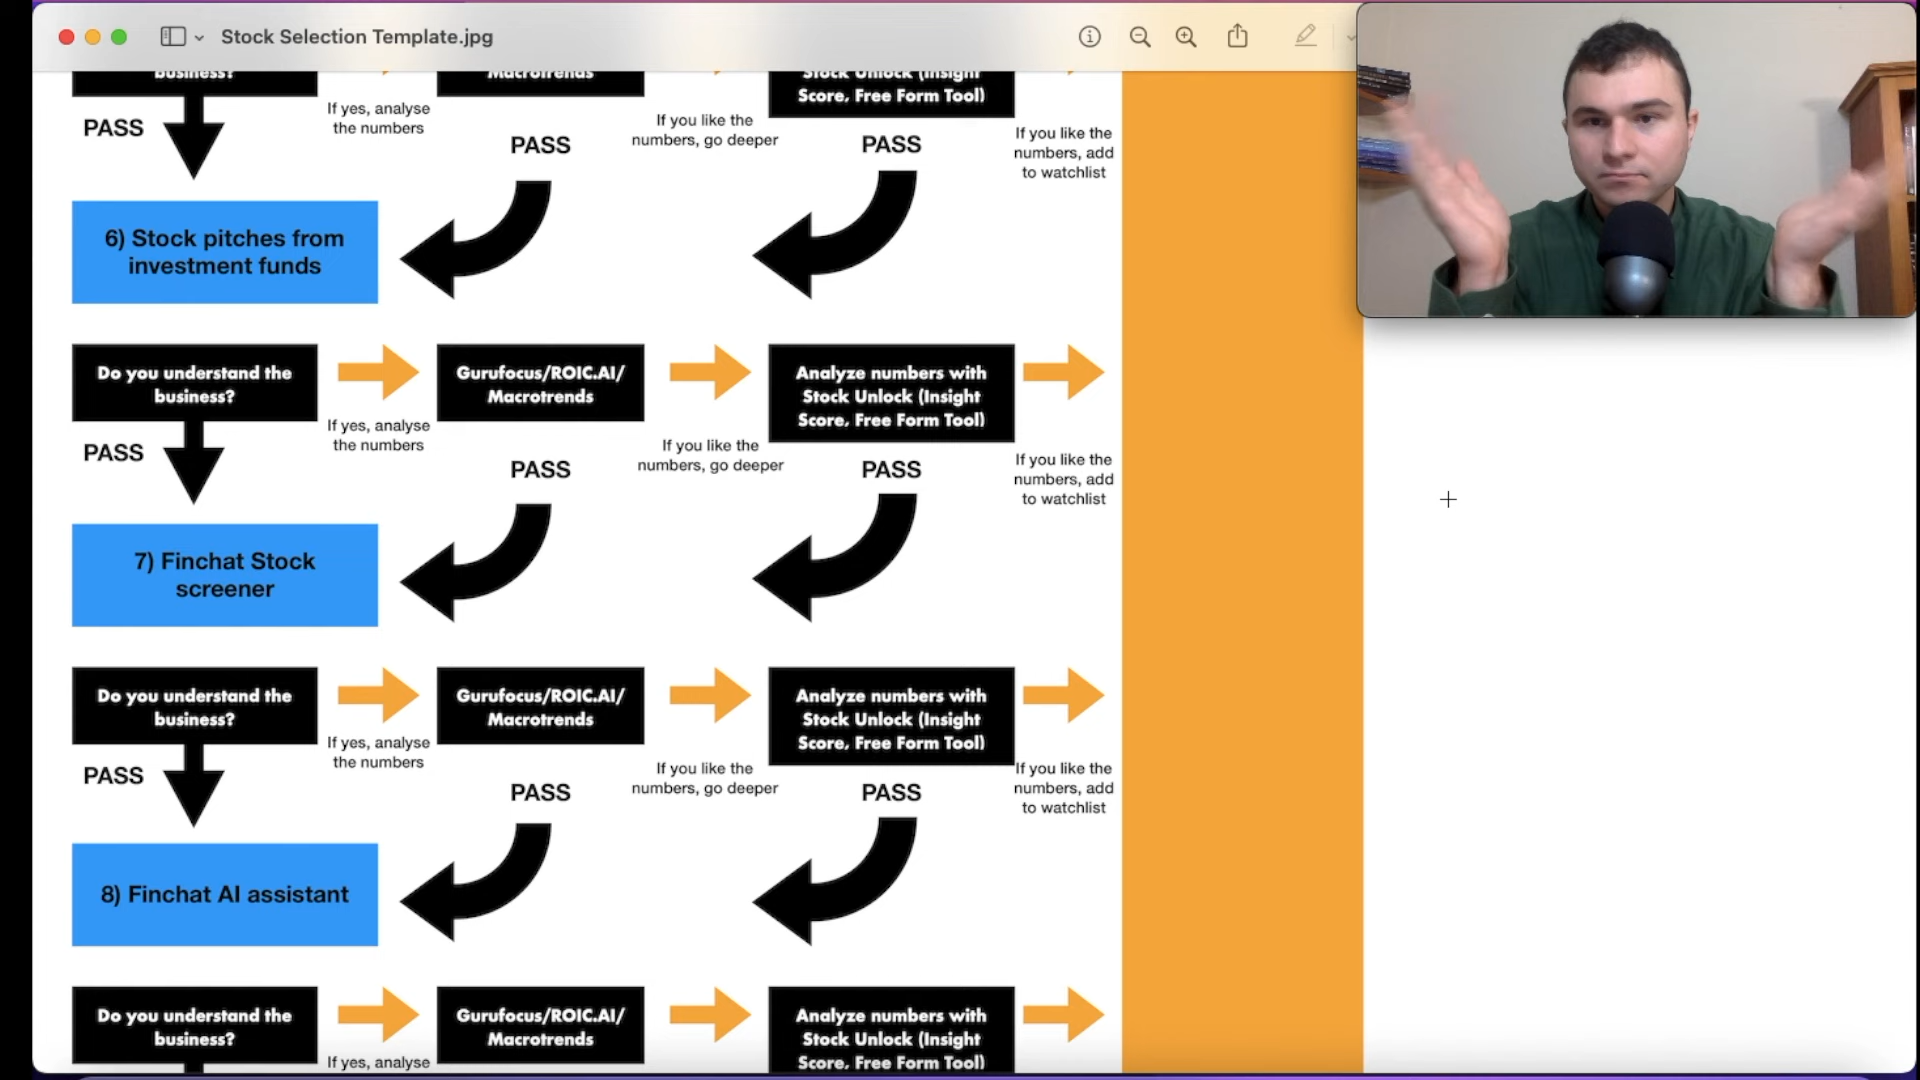 Stock Selection Template.jpg
business?
Macrotrends
Stock Unlock (Insight
Score, Free Form Tool)
PASS
If yes, analyse
the numbers
PASS
If you like the
numbers, go deeper
PASS
If you like the
numbers, add
to watchlist
6) Stock pitches from
investment funds
Do you understand the
business?
Gurufocus/ROIC.AI/
Macrotrends
Analyze numbers with
Stock Unlock (Insight
Score, Free Form Tool)
PASS
If yes, analyse
the numbers
PASS
If you like the
numbers, go deeper
PASS
If you like the
numbers, add
to watchlist
7) Finchat Stock
screener
Do you understand the
business?
Gurufocus/ROIC.AI/
Macrotrends
Analyze numbers with
Stock Unlock (Insight
Score, Free Form Tool)
PASS
If yes, analyse
the numbers
PASS
If you like the
numbers, go deeper
PASS
If you like the
numbers, add
to watchlist
8) Finchat AI assistant
Do you understand the
business?
If yes, analyse
Gurufocus/ROIC.AI/
Macrotrends
Analyze numbers with
Stock Unlock (Insight
Score, Free Form Tool)